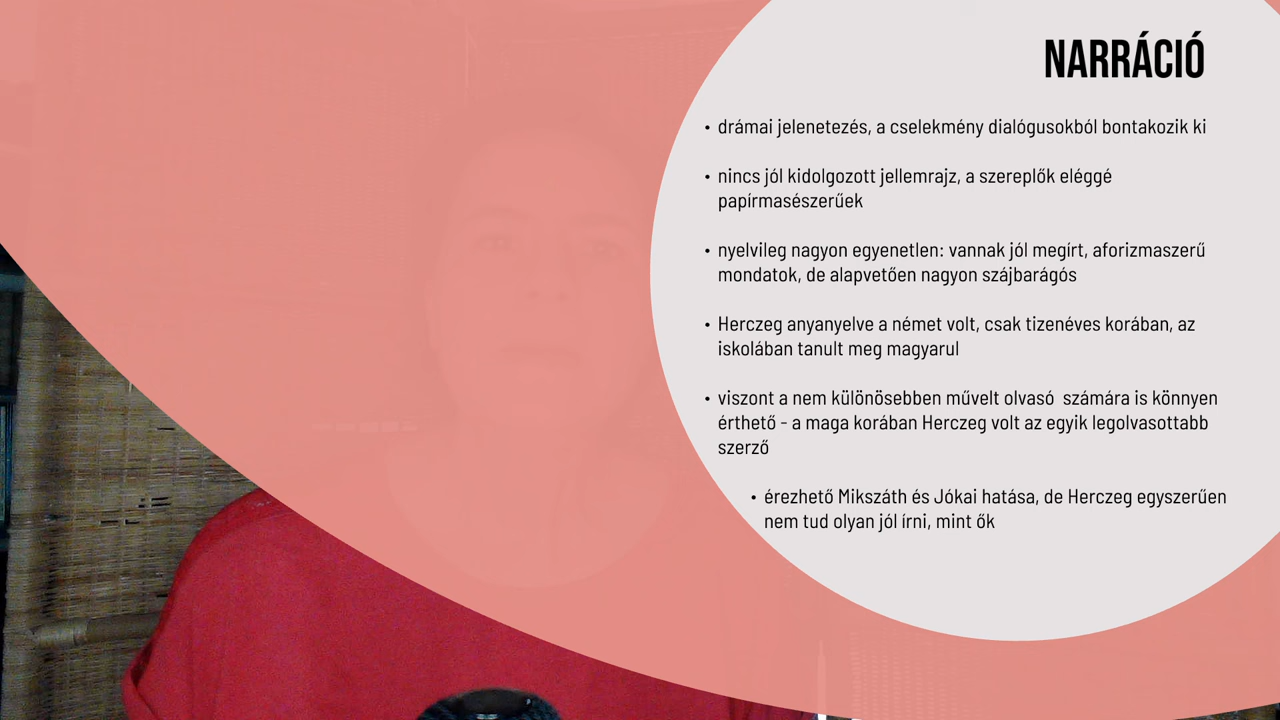 NARRÁCIÓ
• drámai jelenetezés, a cselekmény dialógusokból bontakozik ki
• nincs jól kidolgozott jellemrajz, a szereplők eléggé
papírmasészerűek
• nyelvileg nagyon egyenetlen: vannak jól megírt, aforizmaszerű
mondatok, de alapvetően nagyon szájbarágós
• Herczeg anyanyelve a német volt, csak tizenéves korában, az
iskolában tanult meg magyarul
• viszont a nem különösebben művelt olvasó  számára is könnyen
érthető - a maga korában Herczeg volt az egyik legolvasottabb
szerző
• érezhető Mikszáth és Jókai hatása, de Herczeg egyszerűen
nem tud olyan jól írni, mint ők